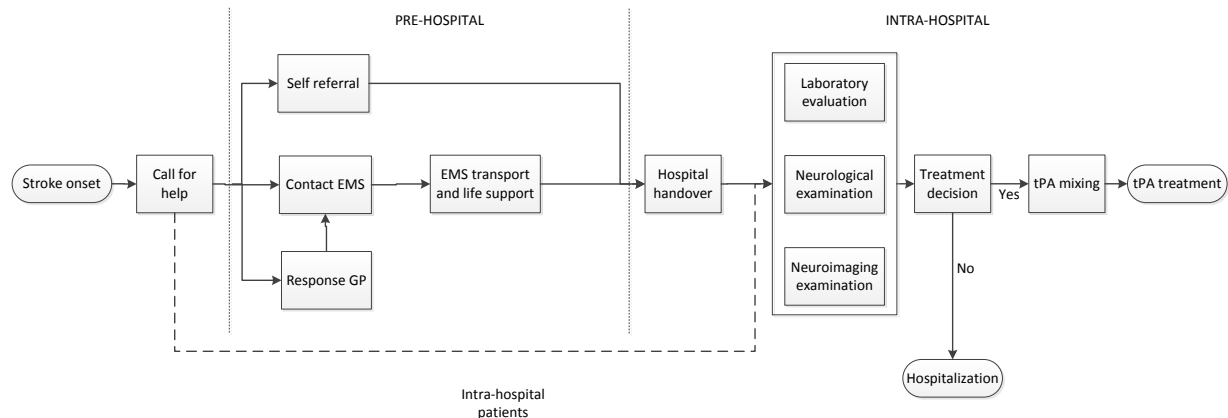 PRE-HOSPITAL
INTRA-HOSPITAL
Self referral
Laboratory
evaluation
Stroke onset
Call for
help
Contact EMS
EMS transport
and life support
Hospital
handover
Neurological
examination
Treatment
decision
Yes
tPA mixing
tPA treatment
Response GP
Neuroimaging
examination
No
Hospitalization
Intra-hospital
patients